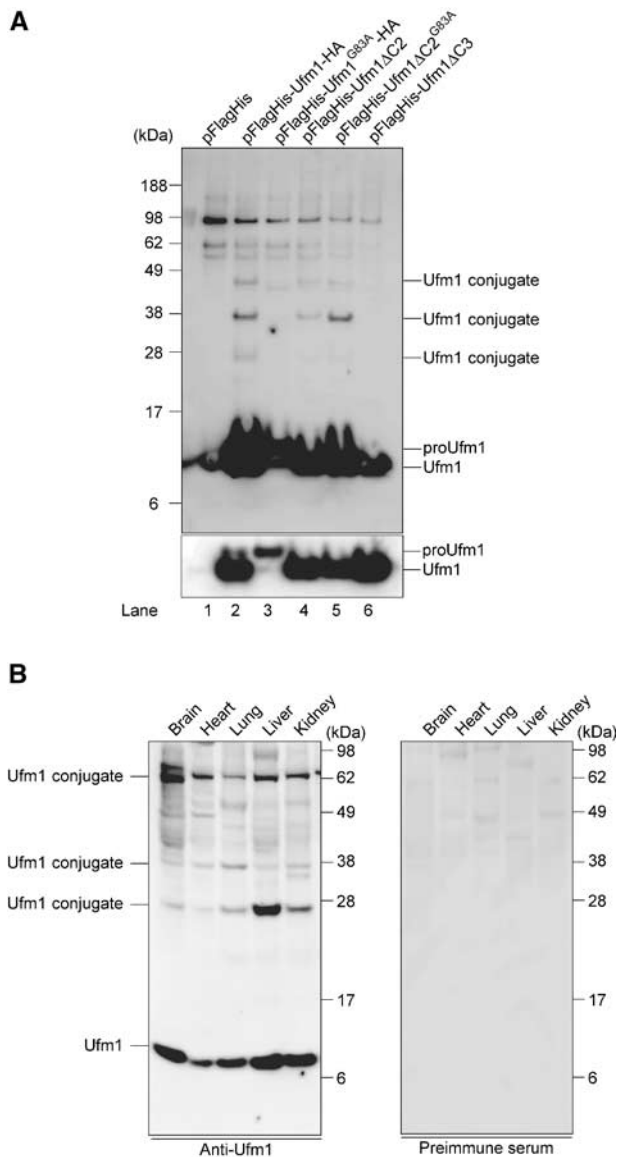 A
pFlagHis
pFlagHis-Ufm1-HA
pFlagHis-Ufm1G83A-HA
pFlagHis-Ufm1ΔC2
pFlagHis-Ufm1ΔC2G83A
pFlagHis-Ufm1ΔC3
(kDa)
188
98
62
49
Ufm1 conjugate
38
Ufm1 conjugate
28
Ufm1 conjugate
17
proUfm1
Ufm1
6
proUfm1
Ufm1
Lane 1 2 3 4 5 6
B
Brain Heart Lung Liver Kidney
(kDa)
Ufm1 conjugate
Ufm1 conjugate
Ufm1 conjugate
Ufm1
98
62
49
38
28
17
6
Anti-Ufm1
Brain Heart Lung Liver Kidney
(kDa)
98
62
49
38
28
17
6
Preimmune serum